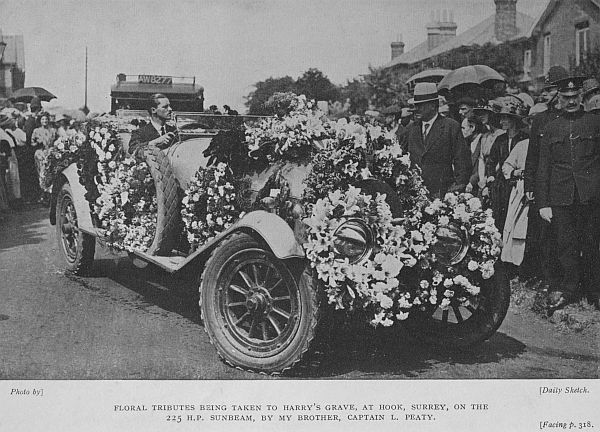 AW8277
Photo by]
[Daily Sketch.
FLORAL TRIBUTES BEING TAKEN TO HARRY'S GRAVE, AT HOOK, SURREY, ON THE
225 H.P. SUNBEAM, BY MY BROTHER, CAPTAIN L. PEATY.
[Facing p. 318.